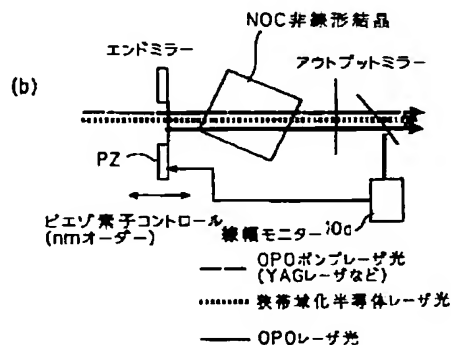 NOC非線形結晶
エンドミラー
アウトプットミラー
(b)
PZ
ピエゾ素子コントロール
(nmオーダー)
線幅モニター
10a
OPOポンプレーザ光
(YAGレーザなど)
狭帯域化半導体レーザ光
OPOレーザ光